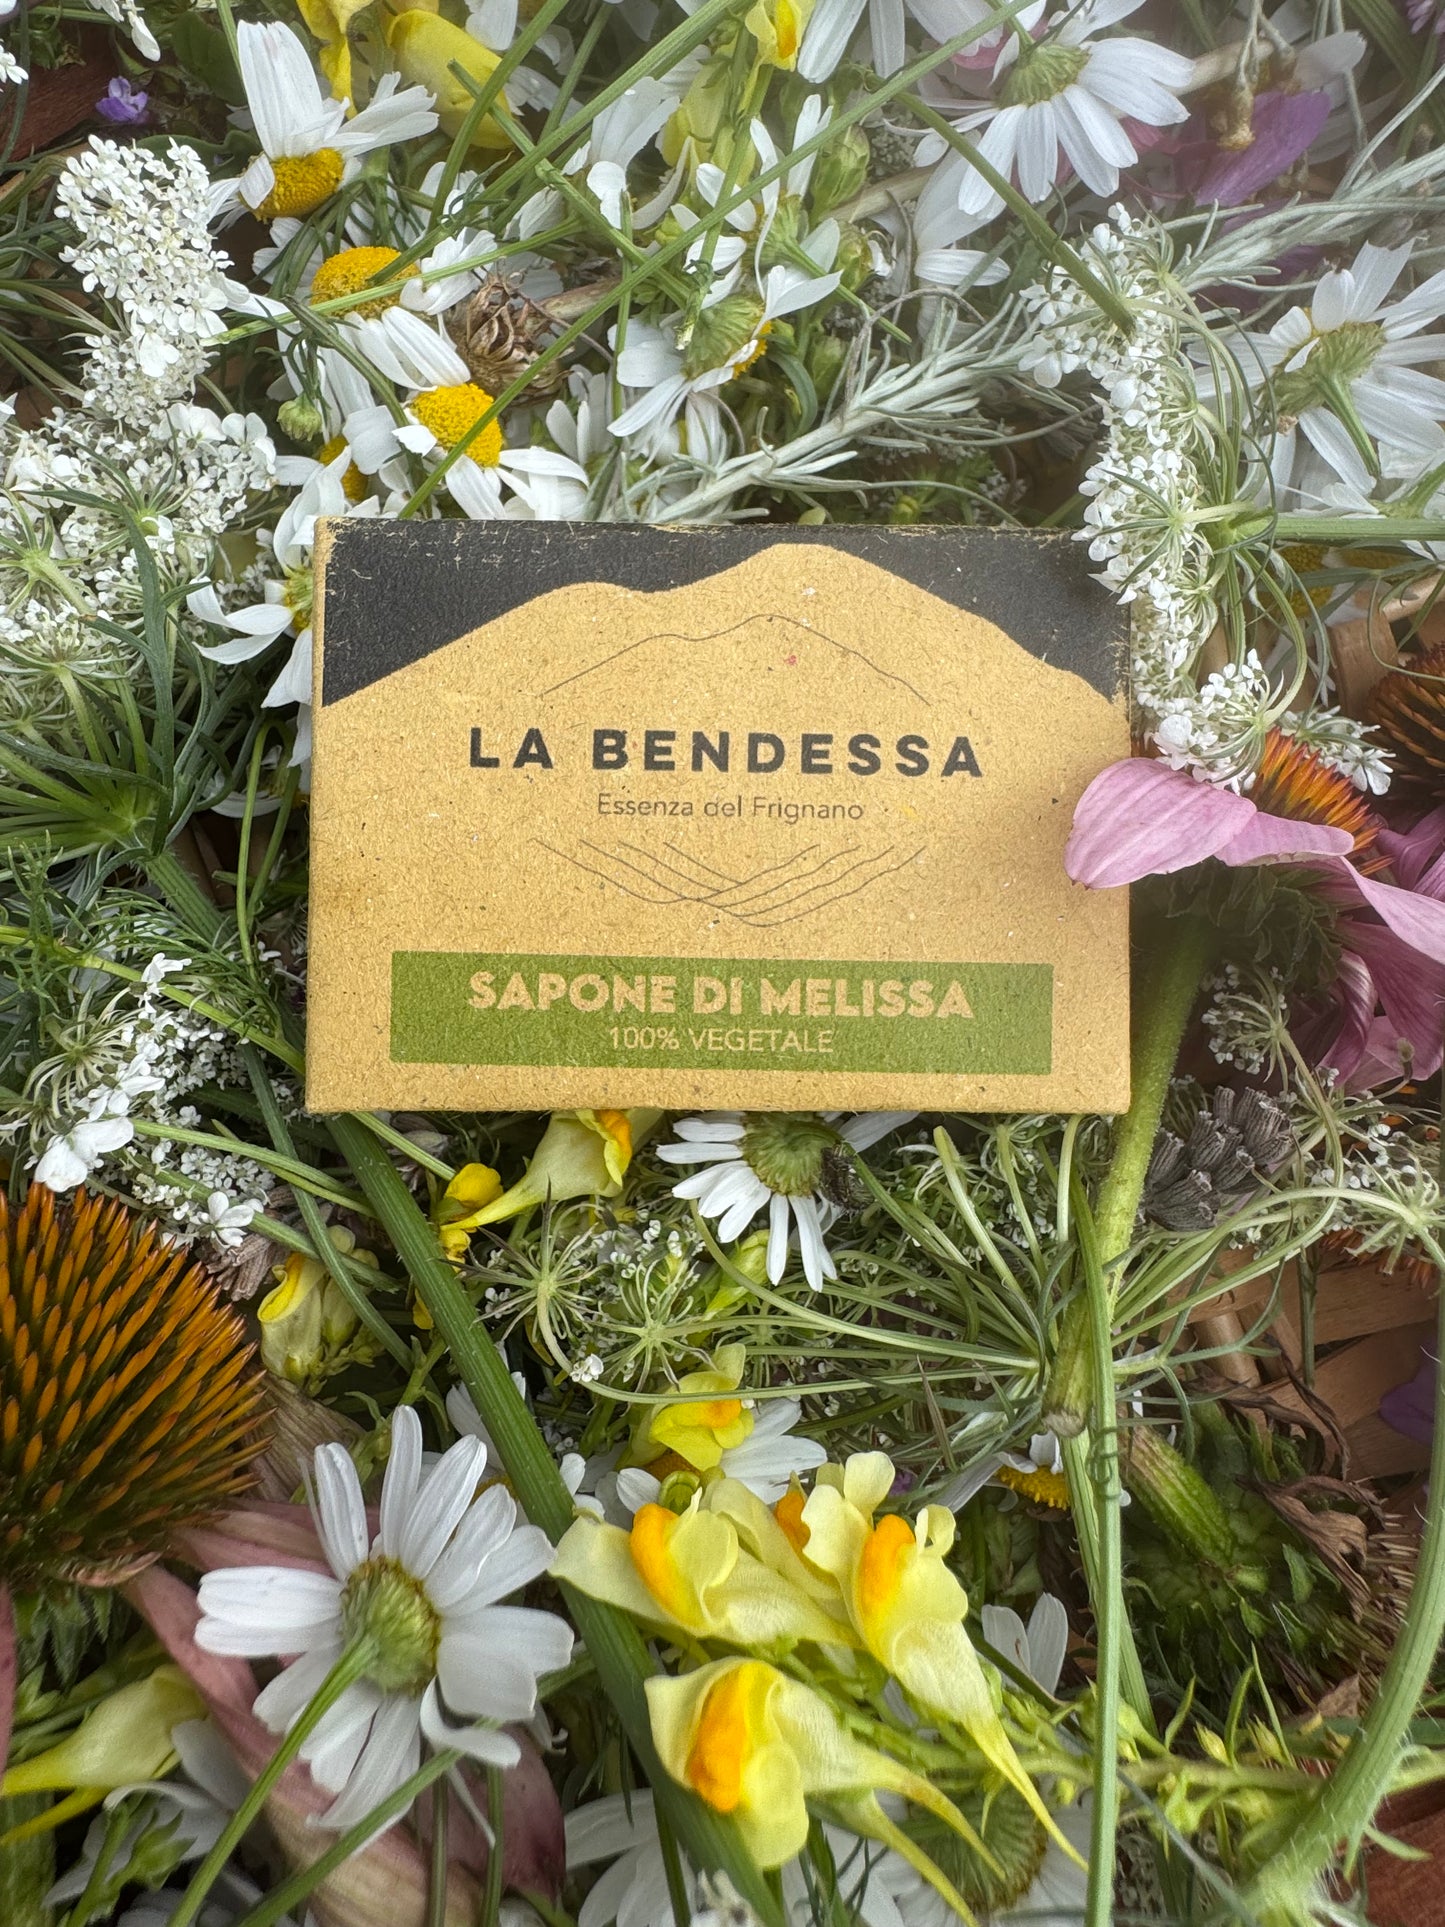 LA BENDESSA
Essenza del Frignano
SAPONE DI MELISSA
100% VEGETALE